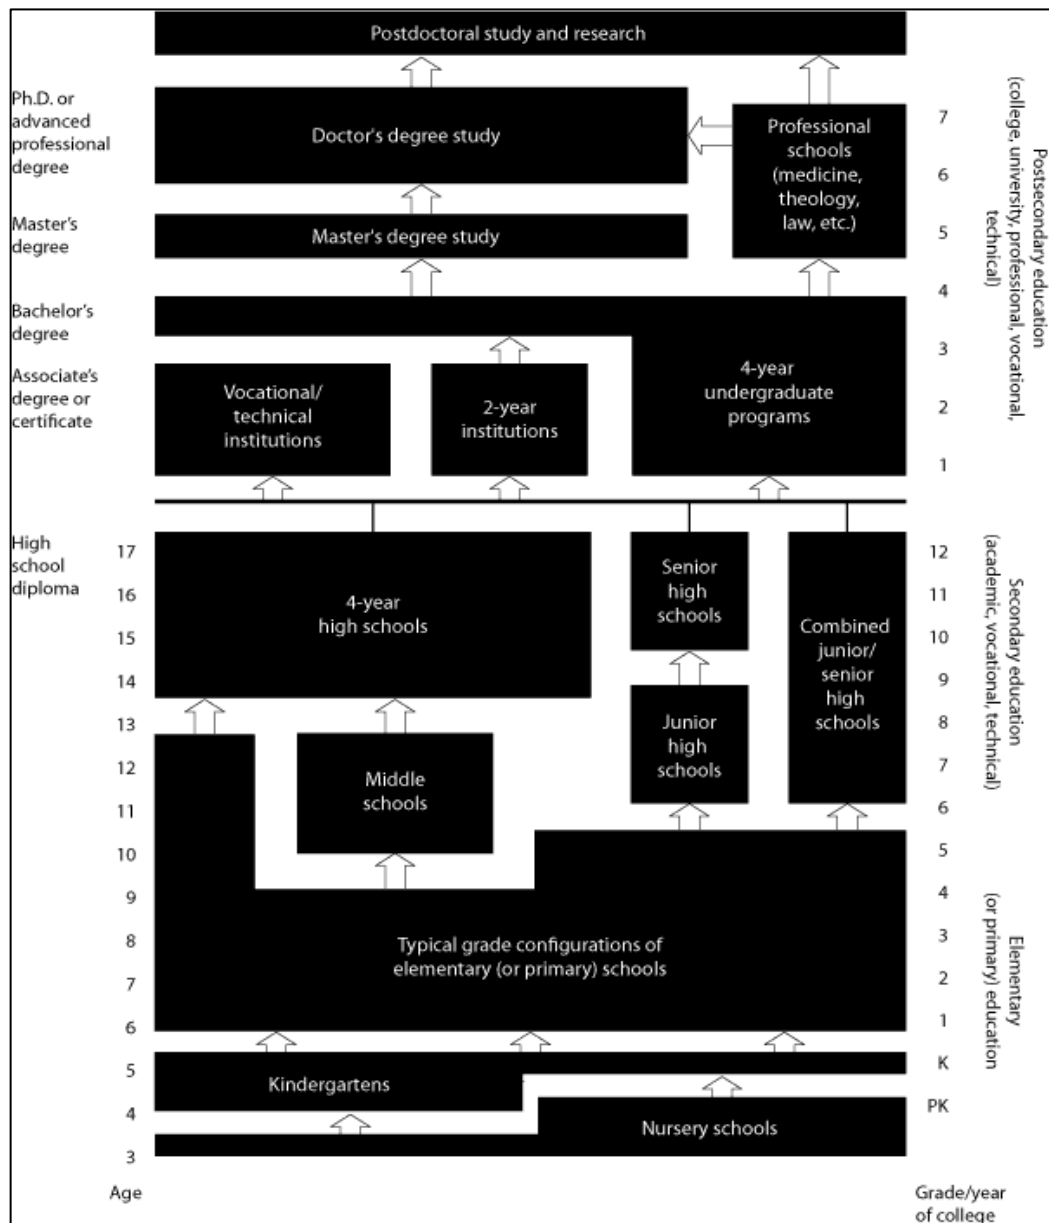 Postdoctoral study and research
Ph.D. or
advanced
professional
degree
Doctor's degree study
Professional
schools
(medicine,
theology,
law, etc.)
7
6
Master's
degree
Master's degree study
5
4
Bachelor's
degree
3
Associate's
degree or
certificate
Vocational/
technical
institutions
2-year
institutions
4-year
undergraduate
programs
2
1
Postsecondary education
(college, university, professional, vocational,
technical)
High
school
diploma
17
16
15
14
13
12
11
10
9
8
7
6
5
4
3
Age
4-year
high schools
Senior
high
schools
Combined
junior/
senior
high
schools
Junior
high
schools
Middle
schools
Typical grade configurations of
elementary (or primary) schools
Kindergartens
Nursery schools
12
11
10
9
8
7
6
5
4
3
2
1
K
PK
Grade/year
of college
Secondary education
(academic, vocational, technical)
Elementary
(or primary) education